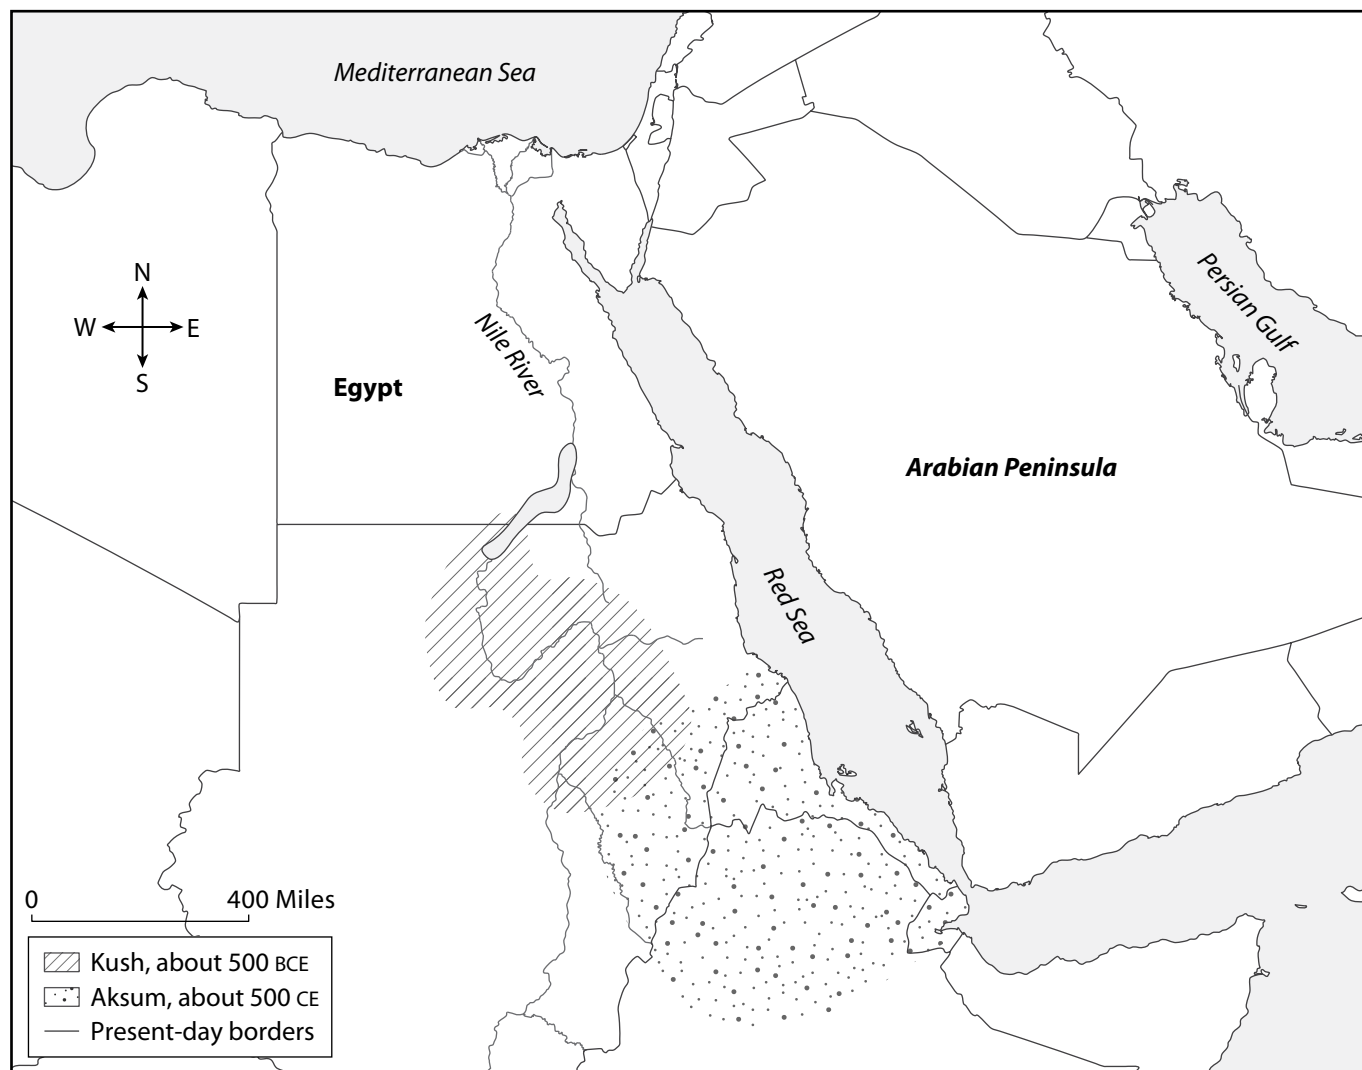 Mediterranean Sea
N
W E
S
Nile River
Persian Gulf
Egypt
Arabian Peninsula
Red Sea
0 400 Miles
Kush, about 500 BCE
Aksum, about 500 CE
Present-day borders